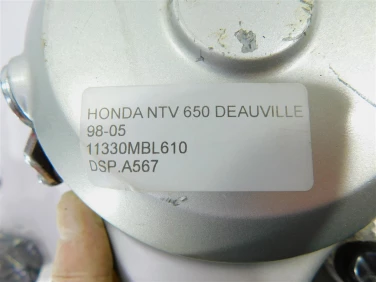 HONDA NTV 650 DEAUVILLE
98-05
11330MBL610
DSP.A567